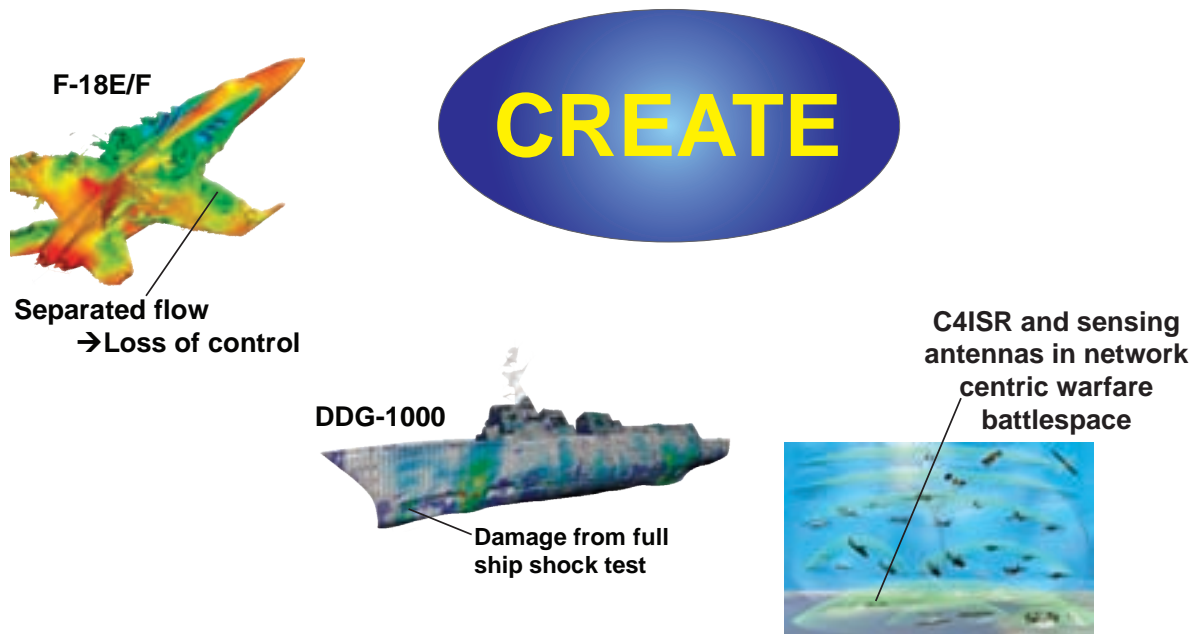 CREATE
F-18E/F
Separated flow
→Loss of control
C4ISR and sensing
antennas in network
centric warfare
battlespace
DDG-1000
Damage from full
ship shock test